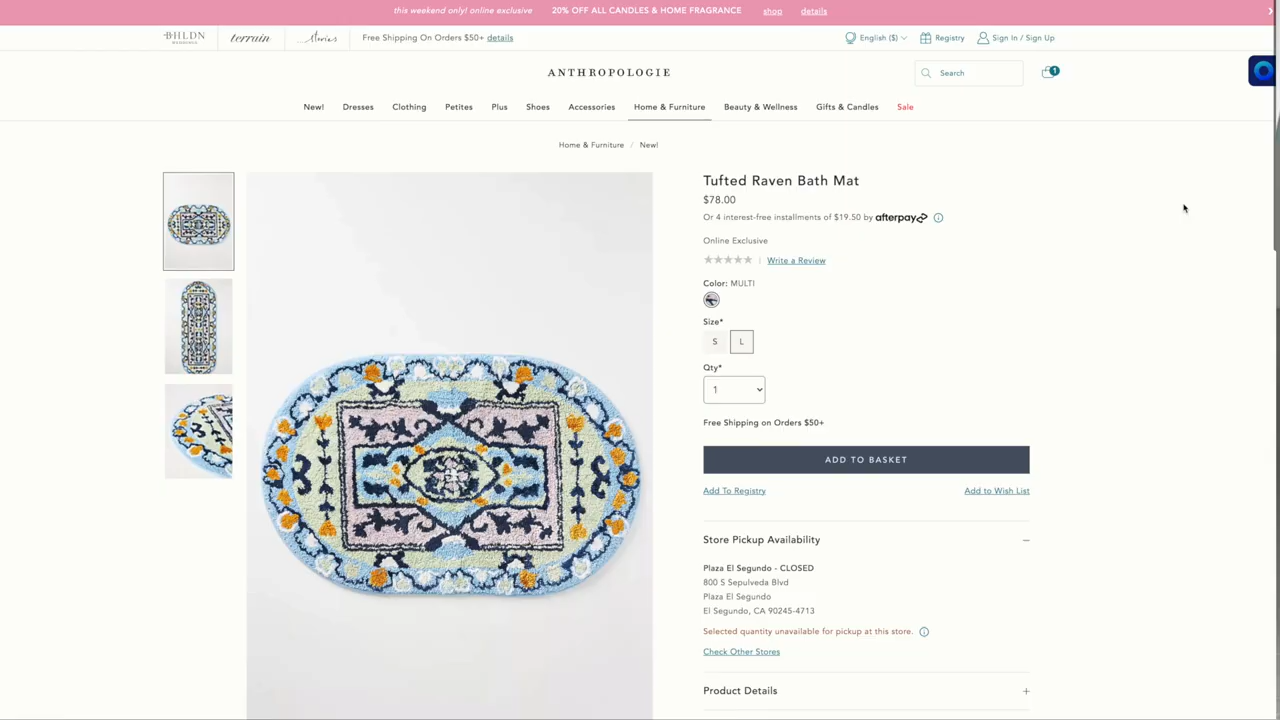 this weekend only! online exclusive 20% OFF ALL CANDLES & HOME FRAGRANCE shop details
BHLDN terrain Stories Free Shipping On Orders $50+ details English ($) Registry Sign In / Sign Up
ANTHROPOLOGIE Search 1
New! Dresses Clothing Petites Plus Shoes Accessories Home & Furniture Beauty & Wellness Gifts & Candles Sale
Home & Furniture / New!
Tufted Raven Bath Mat
$78.00
Or 4 interest-free installments of $19.50 by afterpay
Online Exclusive
| Write a Review
Color: MULTI
Size*
S L
Qty*
1
Free Shipping on Orders $50+
ADD TO BASKET
Add To Registry Add to Wish List
Store Pickup Availability
Plaza El Segundo - CLOSED
800 S Sepulveda Blvd
Plaza El Segundo
El Segundo, CA 90245-4713
Selected quantity unavailable for pickup at this store.
Check Other Stores
Product Details